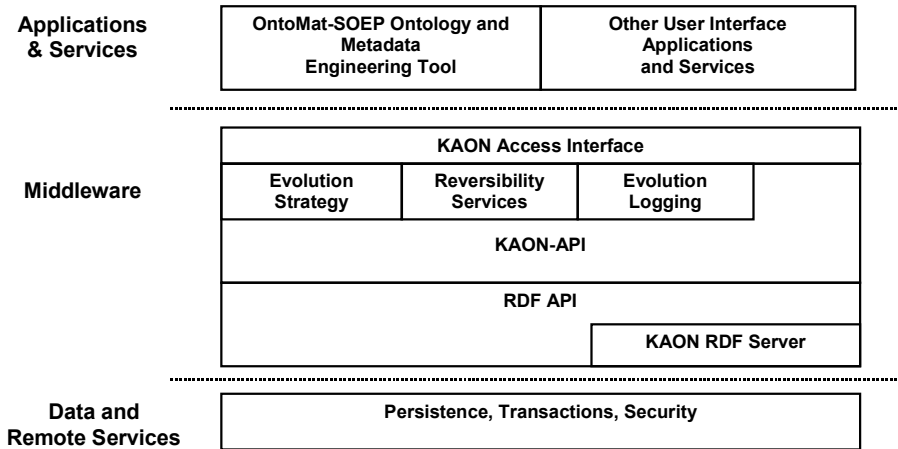 Applications
& Services
OntoMat-SOEP Ontology and
Metadata
Engineering Tool
Other User Interface
Applications
and Services
KAON Access Interface
Middleware
Evolution
Strategy
Reversibility
Services
Evolution
Logging
KAON-API
RDF API
KAON RDF Server
Data and
Remote Services
Persistence, Transactions, Security